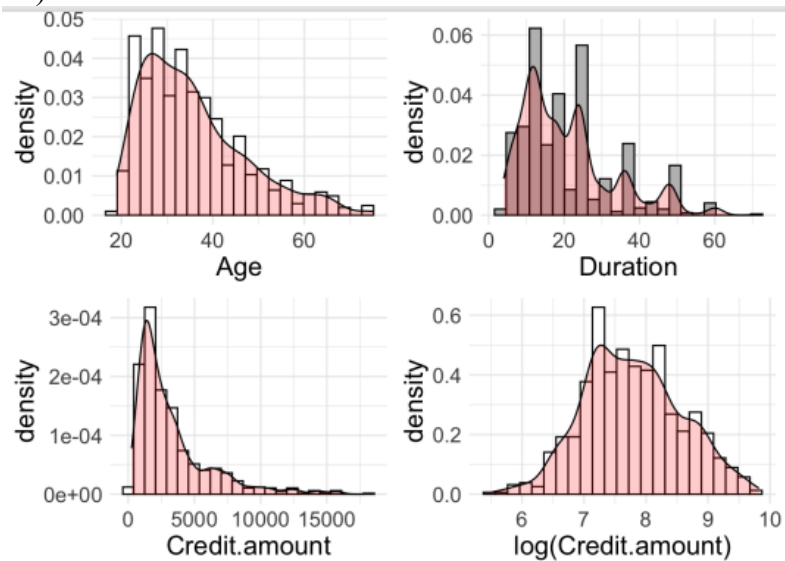 )
density
0.05
0.04
0.03
0.02
0.01
0.00
20 40 60
Age
density
0.06
0.04
0.02
0.00
0 20 40 60
Duration
density
3e-04
2e-04
1e-04
0e+00
0 5000 10000 15000
Credit.amount
density
0.6
0.4
0.2
0.0
6 7 8 9 10
log(Credit.amount)